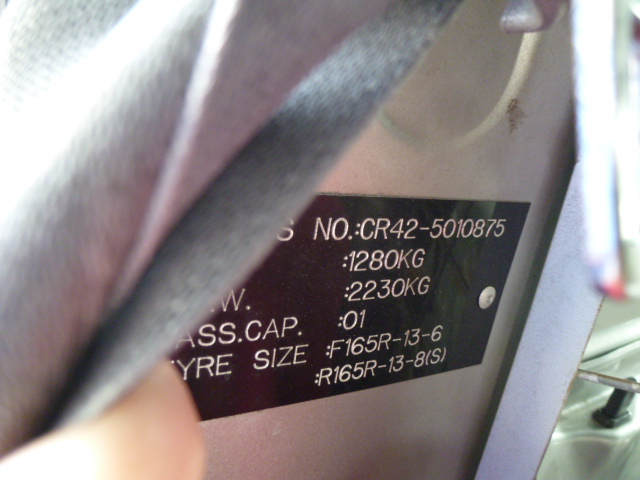 S NO.:CR42-5010875
:1280KG
.W. :2230KG
ASS.CAP. :01
YRE SIZE :F165R-13-6
:R165R-13-8(S)